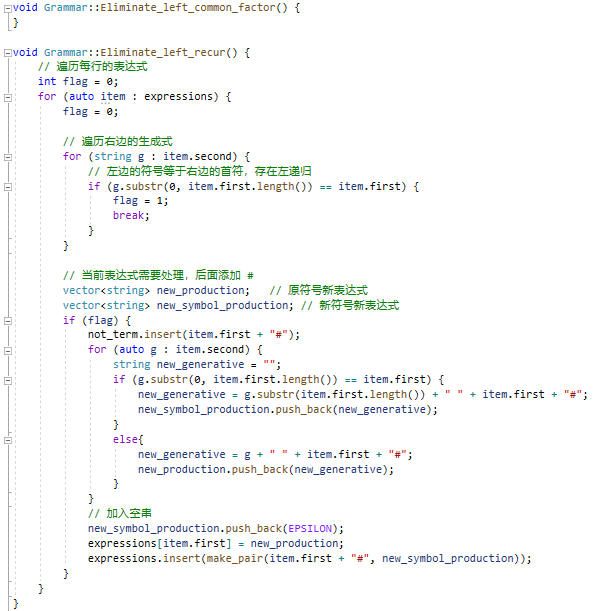 void Grammar::Eliminate_left_common_factor() {
}
void Grammar::Eliminate_left_recur() {
// 遍历每行的表达式
int flag = 0;
for (auto item : expressions) {
flag = 0;
// 遍历右边的生成式
for (string g : item.second) {
// 左边的符号等于右边的首符，存在左递归
if (g.substr(0, item.first.length()) == item.first) {
flag = 1;
break;
}
}
// 当前表达式需要处理，后面添加 #
vector<string> new_production;   // 原符号新表达式
vector<string> new_symbol_production; // 新符号新表达式
if (flag) {
not_term.insert(item.first + "#");
for (auto g : item.second) {
string new_generative = "";
if (g.substr(0, item.first.length()) == item.first) {
new_generative = g.substr(item.first.length()) + " " + item.first + "#";
new_symbol_production.push_back(new_generative);
}
else{
new_generative = g + " " + item.first + "#";
new_production.push_back(new_generative);
}
}
// 加入空串
new_symbol_production.push_back(EPSILON);
expressions[item.first] = new_production;
expressions.insert(make_pair(item.first + "#", new_symbol_production));
}
}
}